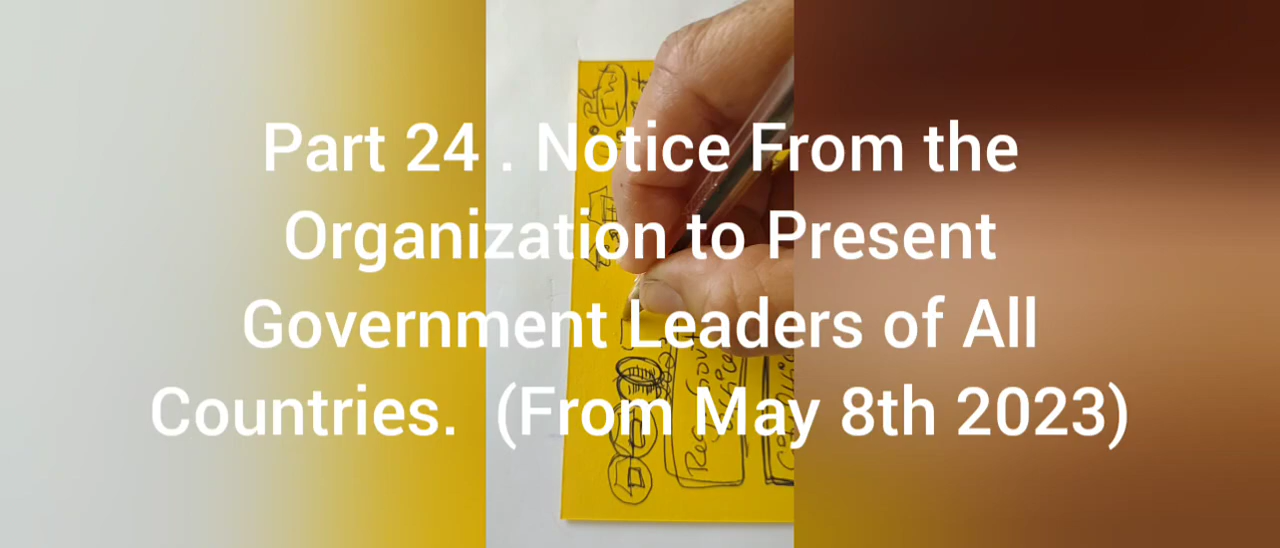 Part 24 . Notice From the
Organization to Present
Government Leaders of All
Countries. (From May 8th 2023)